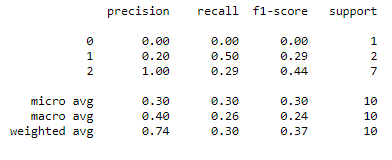 precision recall f1-score support
0 0.00 0.00 0.00 1
1 0.20 0.50 0.29 2
2 1.00 0.29 0.44 7
micro avg 0.30 0.30 0.30 10
macro avg 0.40 0.26 0.24 10
weighted avg 0.74 0.30 0.37 10